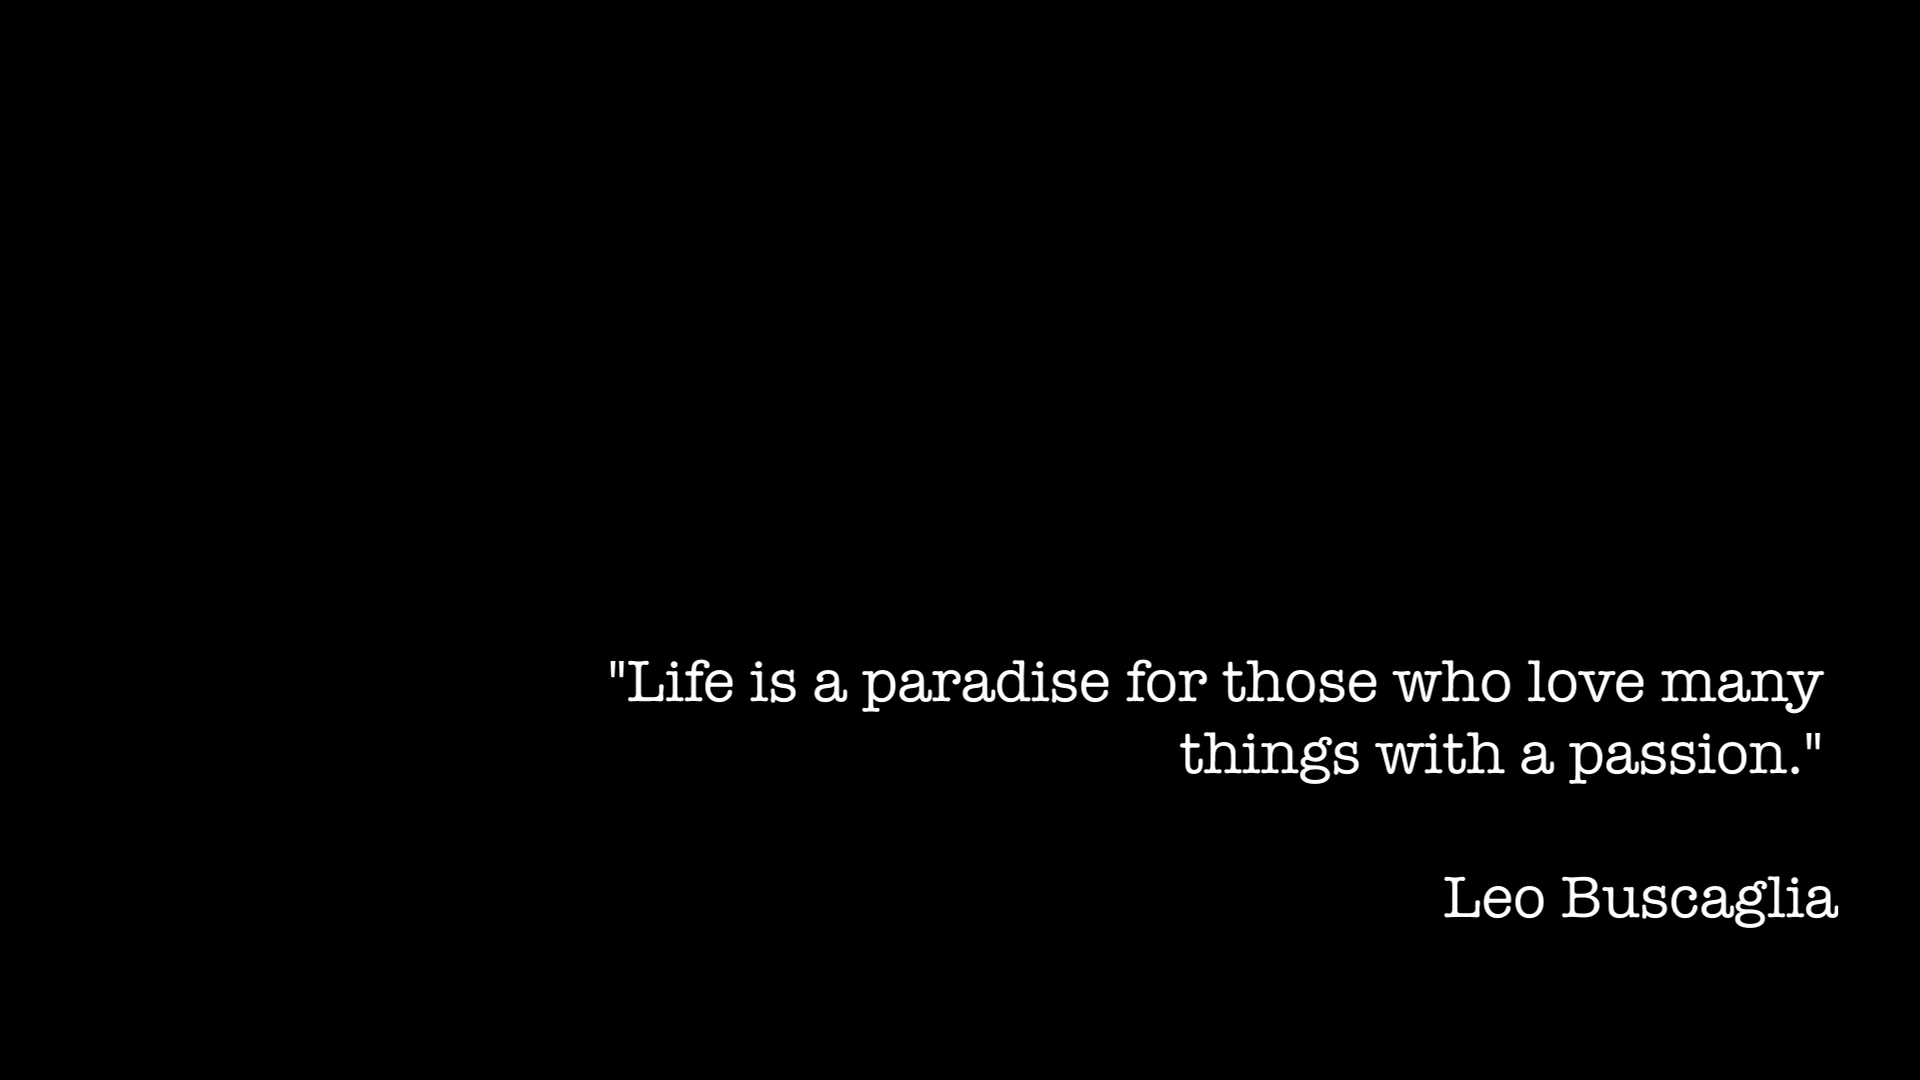 "Life is a paradise for those who love many
things with a passion."
Leo Buscaglia